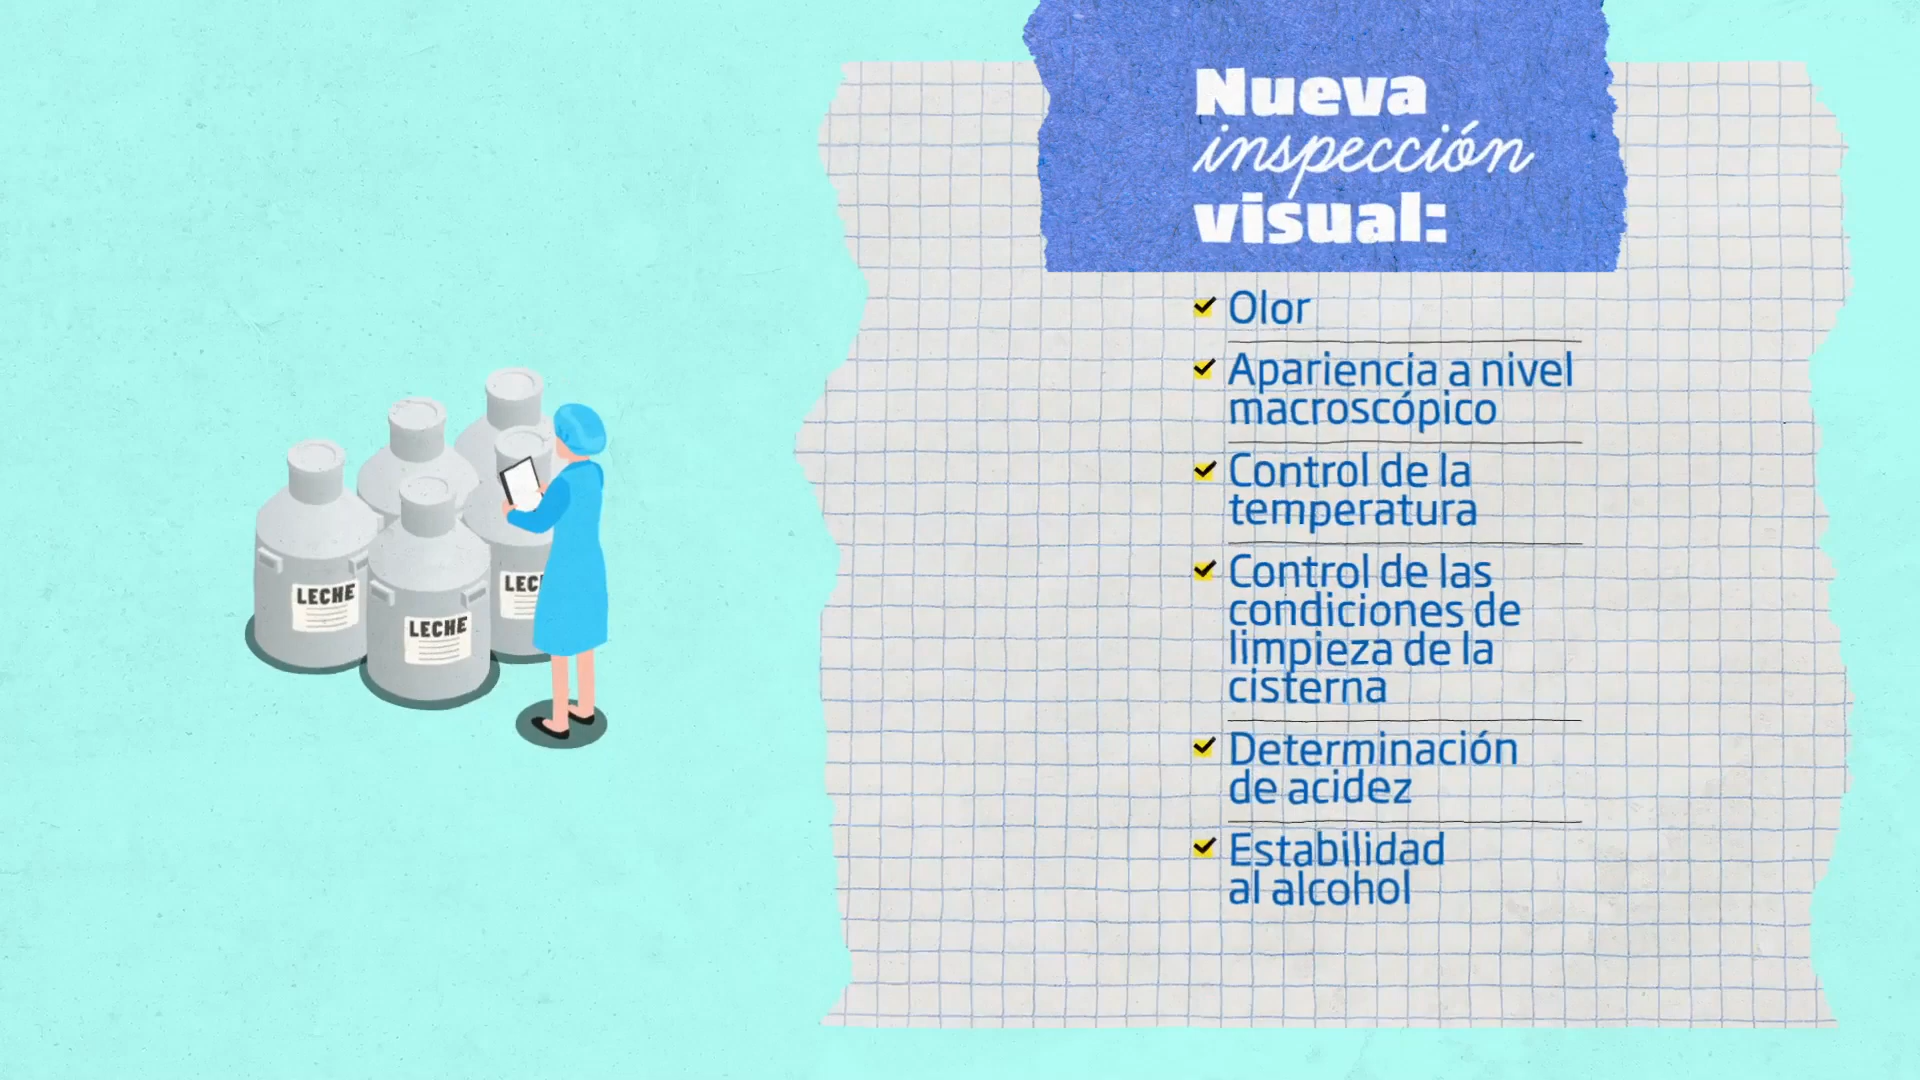 Nueva
inspección
visual:
Olor
Apariencia a nivel
macroscópico
Control de la
temperatura
Control de las
condiciones de
limpieza de la
cisterna
Determinación
de acidez
Estabilidad
al alcohol
LECHE
LECHE
LEC